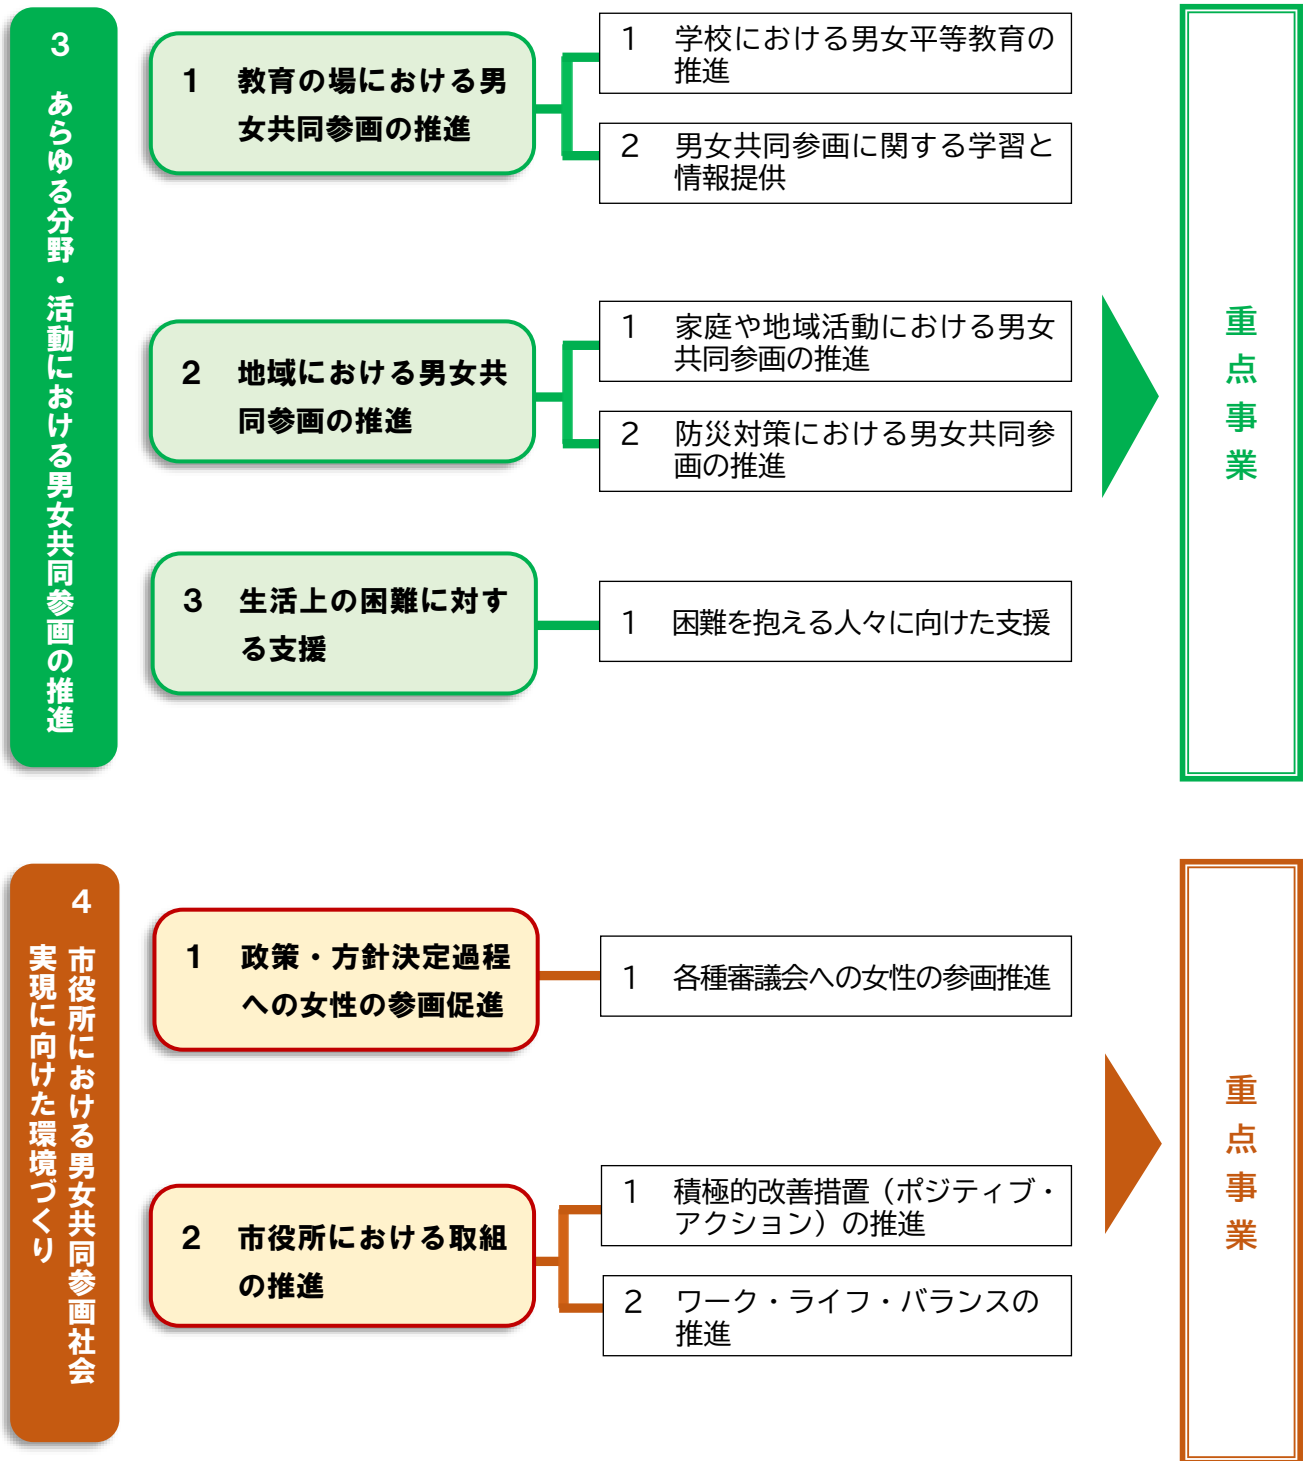 3 あらゆる分野・活動における男女共同参画の推進
1 教育の場における男
女共同参画の推進
1 学校における男女平等教育の
推進
2 男女共同参画に関する学習と
情報提供
2 地域における男女共
同参画の推進
1 家庭や地域活動における男女
共同参画の推進
2 防災対策における男女共同参
画の推進
3 生活上の困難に対す
る支援
1 困難を抱える人々に向けた支援
重点事業
4 市役所における男女共同参画社会
実現に向けた環境づくり
1 政策・方針決定過程
への女性の参画促進
1 各種審議会への女性の参画推進
2 市役所における取組
の推進
1 積極的改善措置（ポジティブ・
アクション）の推進
2 ワーク・ライフ・バランスの
推進
重点事業